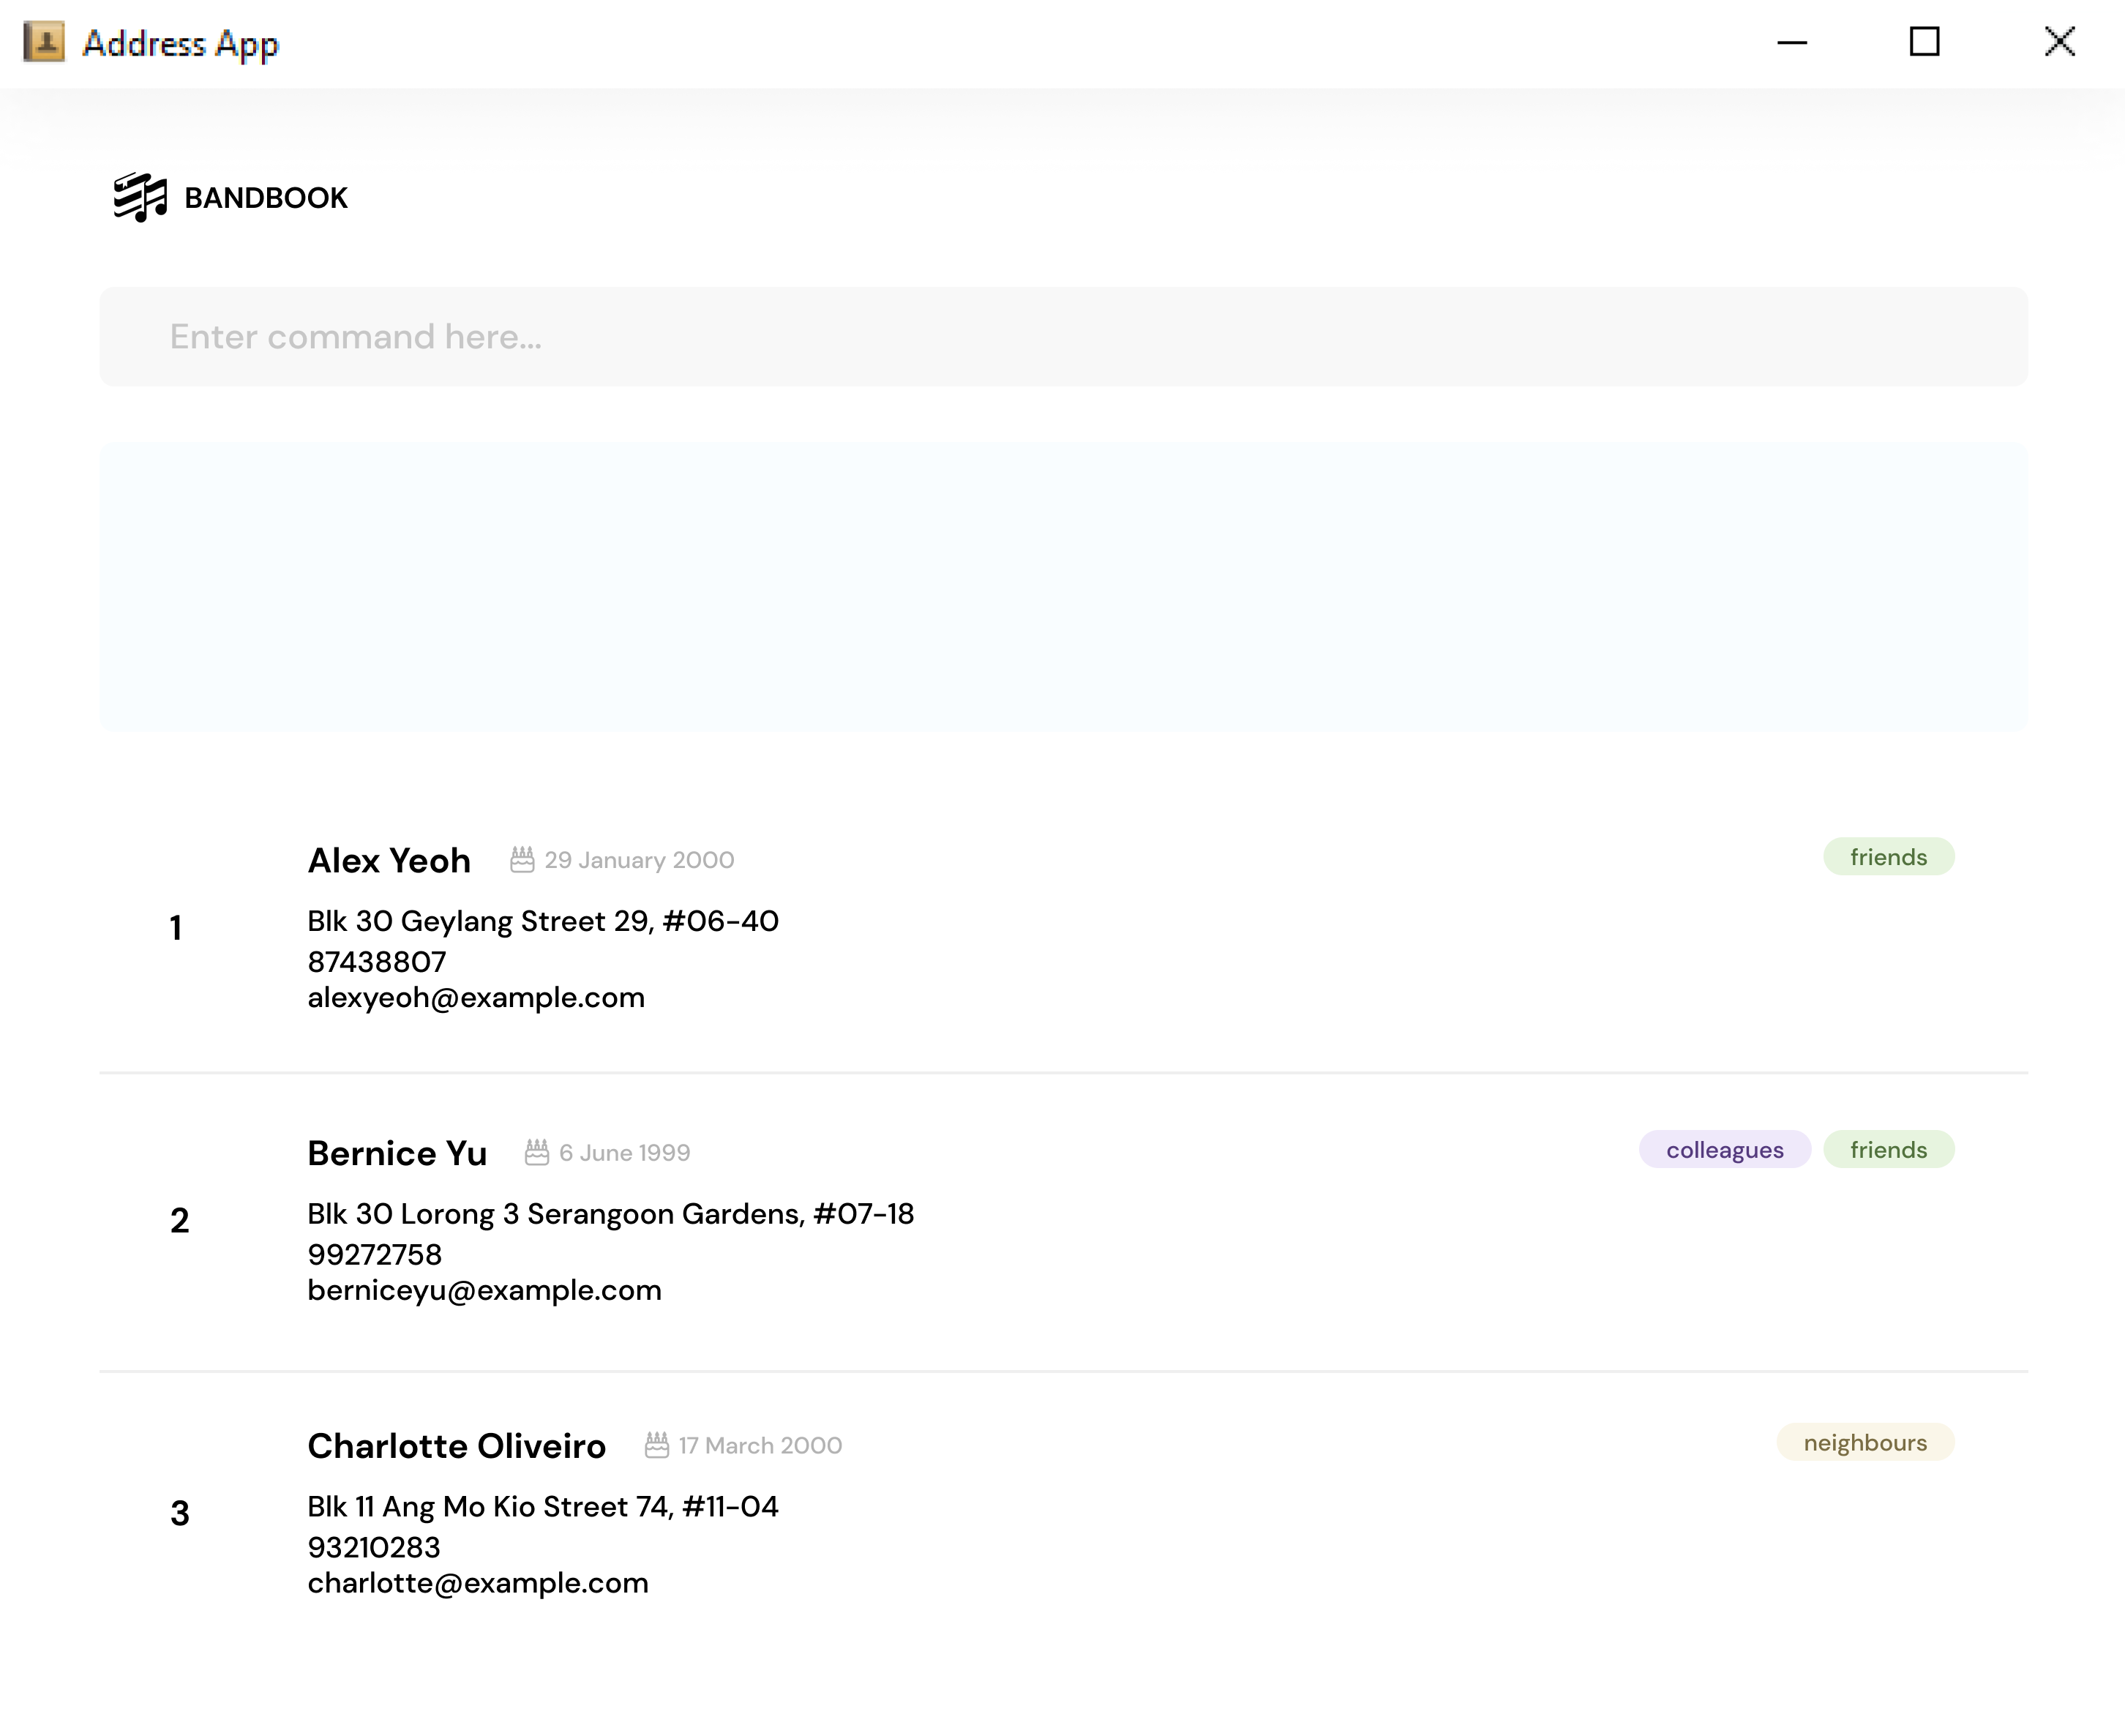 Address App
BANDBOOK
Enter command here...
Alex Yeoh 29 January 2000 friends
1
Blk 30 Geylang Street 29, #06-40
87438807
alexyeoh@example.com
Bernice Yu 6 June 1999 colleagues friends
2
Blk 30 Lorong 3 Serangoon Gardens, #07-18
99272758
berniceyu@example.com
Charlotte Oliveiro 17 March 2000 neighbours
3
Blk 11 Ang Mo Kio Street 74, #11-04
93210283
charlotte@example.com